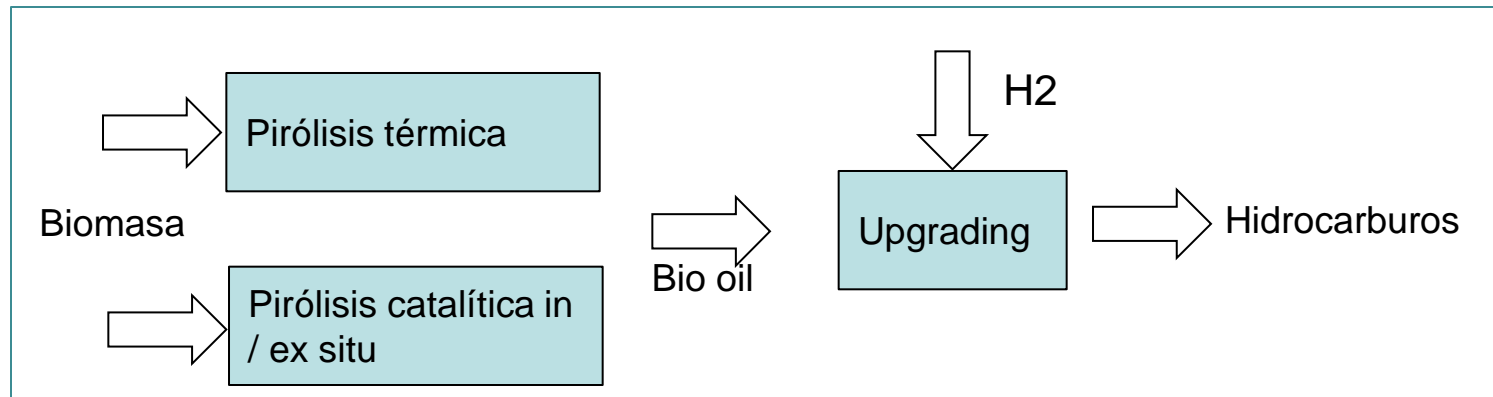 H2
Pirólisis térmica
Biomasa
Upgrading
Hidrocarburos
Bio oil
Pirólisis catalítica in
/ ex situ